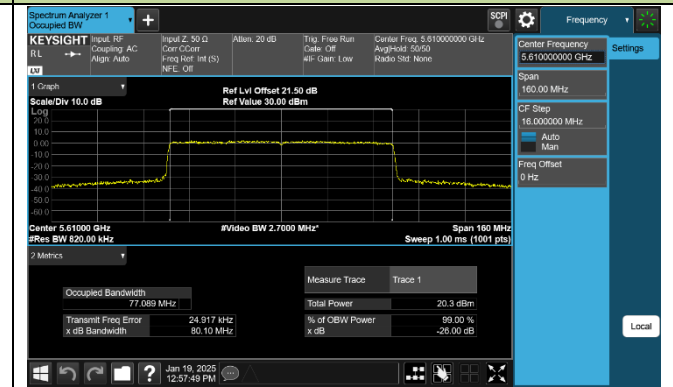 Spectrum Analyzer 1
Occupied BW
+
SCPI
Frequency
KEYSIGHT
RL
LXI
Input: RF
Coupling: AC
Align: Auto
Input Z: 50 Ω
Corr CCorr
Freq Ref: Int (S)
NFE: Off
Atten: 20 dB
Trig: Free Run
Gate: Off
#IF Gain: Low
Center Freq: 5.610000000 GHz
Avg|Hold: 50/50
Radio Std: None
Center Frequency
5.610000000 GHz
Settings
Span
160.00 MHz
CF Step
16.000000 MHz
Auto
Man
Freq Offset
0 Hz
1 Graph
Scale/Div 10.0 dB
Ref Lvl Offset 21.50 dB
Ref Value 30.00 dBm
Log
20.0
10.0
0.00
-10.0
-20.0
-30.0
-40.0
-50.0
-60.0
Center 5.61000 GHz
#Res BW 820.00 kHz
#Video BW 2.7000 MHz*
Span 160 MHz
Sweep 1.00 ms (1001 pts)
2 Metrics
Measure Trace Trace 1
Occupied Bandwidth
77.089 MHz
Total Power 20.3 dBm
Transmit Freq Error 24.917 kHz
% of OBW Power 99.00 %
x dB Bandwidth 80.10 MHz
x dB -26.00 dB
Local
?
Jan 19, 2025
12:57:49 PM